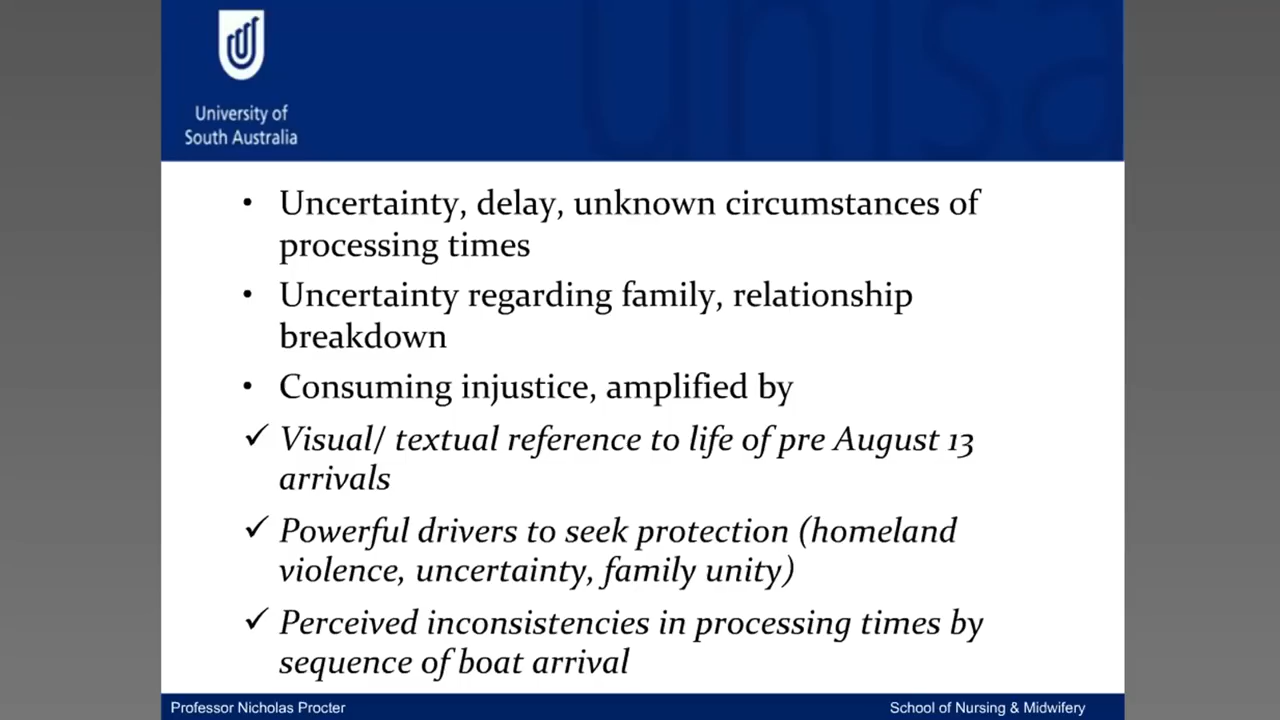 University of
South Australia
• Uncertainty, delay, unknown circumstances of
processing times
• Uncertainty regarding family, relationship
breakdown
• Consuming injustice, amplified by
✓ Visual/ textual reference to life of pre August 13
arrivals
✓ Powerful drivers to seek protection (homeland
violence, uncertainty, family unity)
✓ Perceived inconsistencies in processing times by
sequence of boat arrival
Professor Nicholas Procter
School of Nursing & Midwifery
unisa